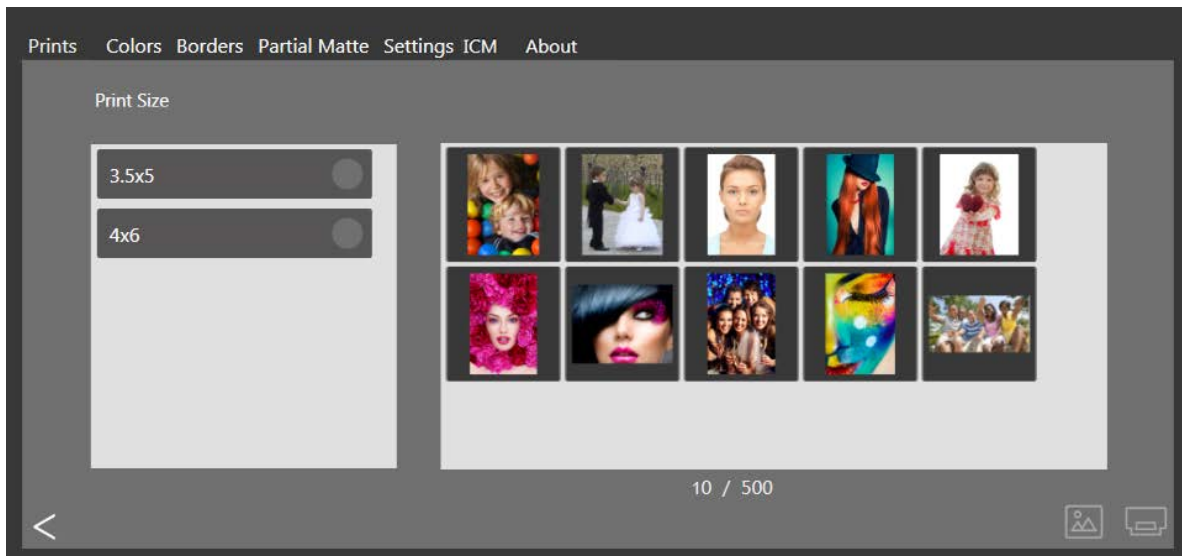 Prints Colors Borders Partial Matte Settings ICM About
Print Size
3.5x5
4x6
10 / 500